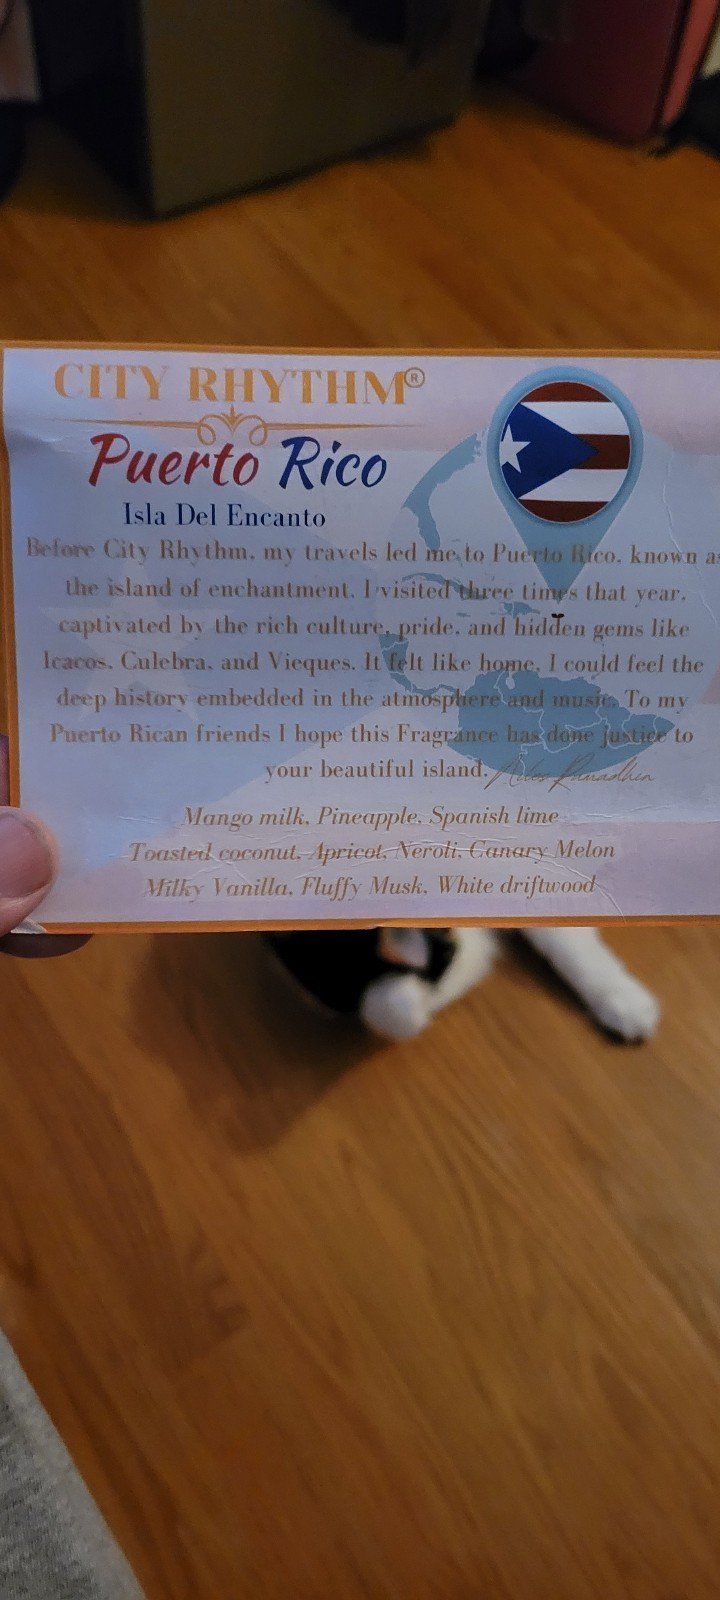 CITY RHYTHM®
Puerto Rico
Isla Del Encanto
Before City Rhythm, my travels led me to Puerto Rico, known as
the island of enchantment. I visited three times that year,
captivated by the rich culture, pride, and hidden gems like
Icacos, Culebra, and Vieques. It felt like home, I could feel the
deep history embedded in the atmosphere and music. To my
Puerto Rican friends I hope this Fragrance has done justice to
your beautiful island.
Mango milk, Pineapple, Spanish lime
Toasted coconut, Apricot, Neroli, Canary Melon
Milky Vanilla, Fluffy Musk, White driftwood